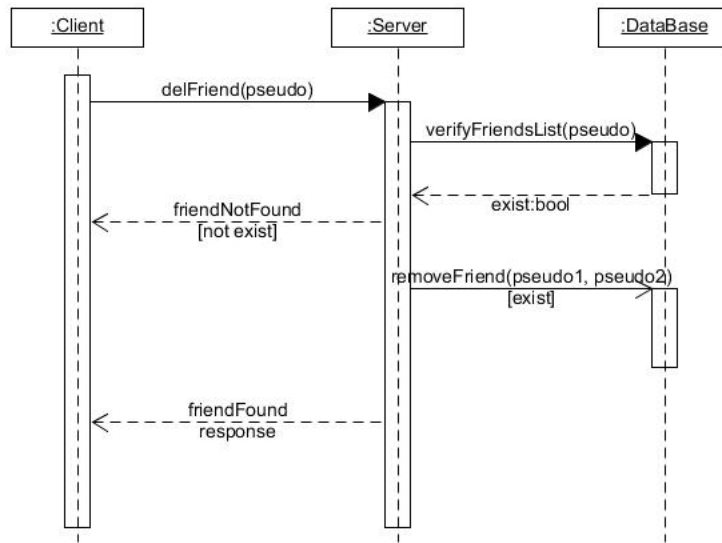 :Client
:Server
:DataBase
delFriend(pseudo)
verifyFriendsList(pseudo)
exist:bool
friendNotFound
[not exist]
removeFriend(pseudo1, pseudo2)
[exist]
friendFound
response